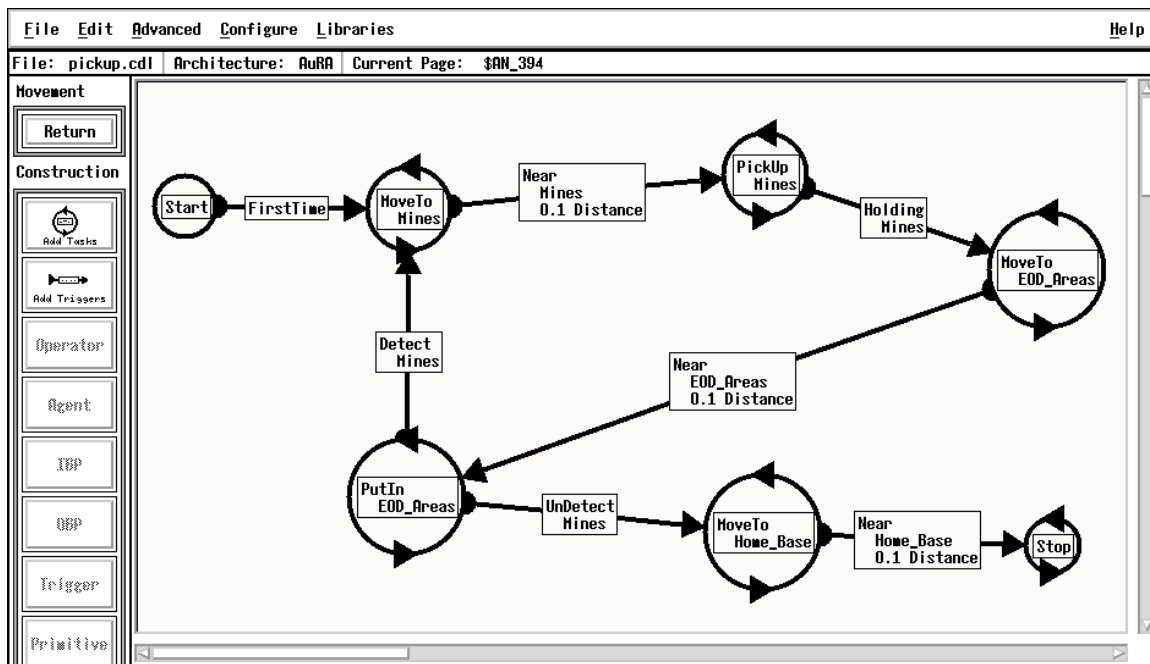 File Edit Advanced Configure Libraries Help
File: pickup.cdl Architecture: AuRA Current Page: $AN_394
Movement
Return
Construction
Add Tasks
Add Triggers
Operator
Agent
IBP
OBP
Trigger
Primitive
Start
FirstTime
MoveTo
Mines
Near
Mines
0.1 Distance
PickUp
Mines
Holding
Mines
MoveTo
EOD_Areas
Near
EOD_Areas
0.1 Distance
Detect
Mines
PutIn
EOD_Areas
UnDetect
Mines
MoveTo
Home_Base
Near
Home_Base
0.1 Distance
Stop